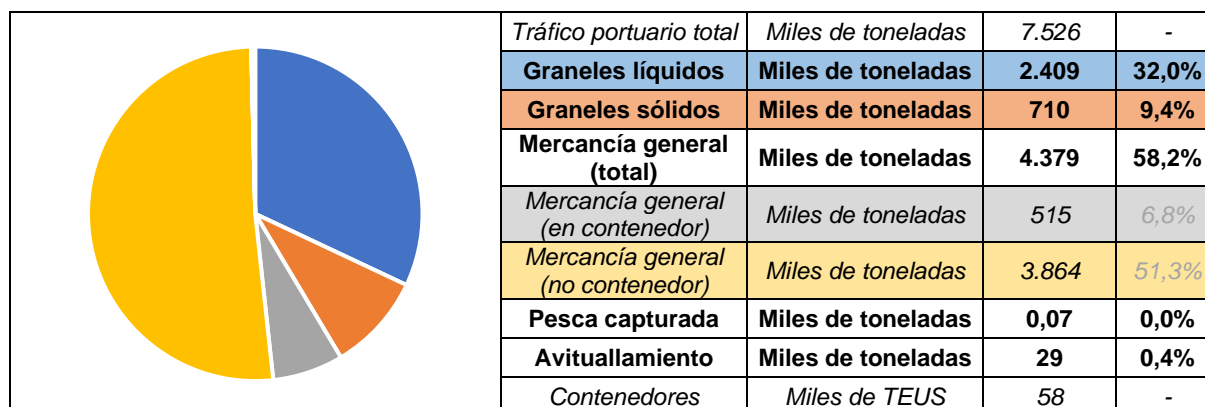 Tráfico portuario total Miles de toneladas 7.526 -
Graneles líquidos Miles de toneladas 2.409 32,0%
Graneles sólidos Miles de toneladas 710 9,4%
Mercancía general
(total) Miles de toneladas 4.379 58,2%
Mercancía general
(en contenedor) Miles de toneladas 515 6,8%
Mercancía general
(no contenedor) Miles de toneladas 3.864 51,3%
Pesca capturada Miles de toneladas 0,07 0,0%
Avituallamiento Miles de toneladas 29 0,4%
Contenedores Miles de TEUS 58 -